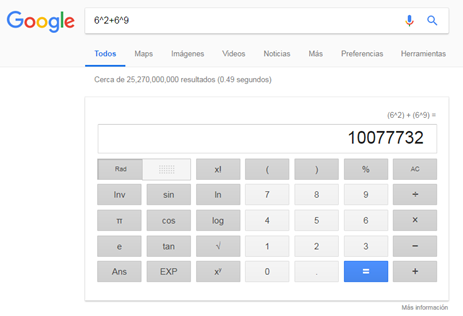 Google 6^2+6^9
Todos Maps Imágenes Videos Noticias Más Preferencias Herramientas
Cerca de 25,270,000,000 resultados (0.49 segundos)
(6^2) + (6^9) =
10077732
Rad x! ( ) % AC
Inv sin ln 7 8 9 ÷
π cos log 4 5 6 ×
e tan √ 1 2 3 −
Ans EXP xʸ 0 . = +
Más información